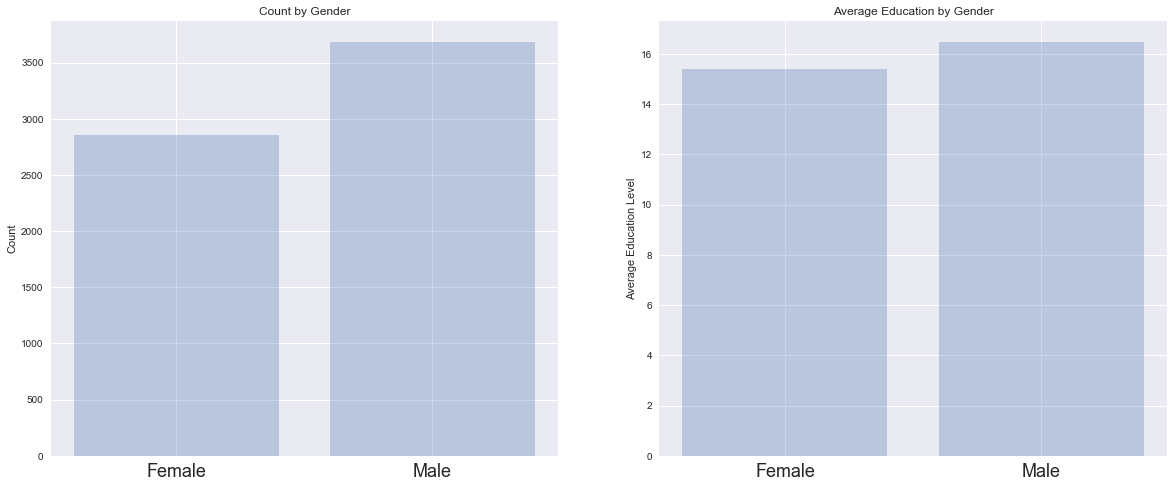 Count by Gender
Count
3500
3000
2500
2000
1500
1000
500
0
Female
Male
Average Education by Gender
Average Education Level
16
14
12
10
8
6
4
2
0
Female
Male